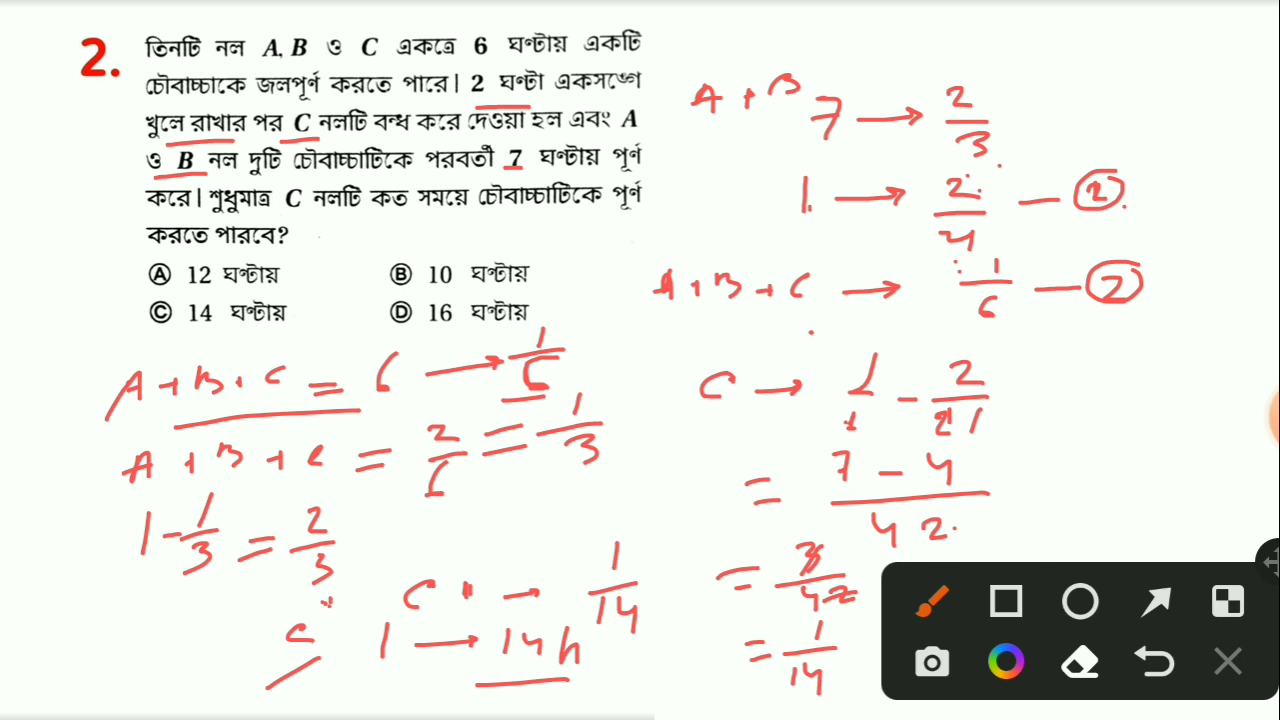 2.
তিনটি নল A, B ও C একত্রে 6 ঘণ্টায় একটি
চৌবাচ্চাকে জলপূর্ণ করতে পারে। 2 ঘণ্টা একসঙ্গে
খুলে রাখার পর C নলটি বন্ধ করে দেওয়া হল এবং A
ও B নল দুটি চৌবাচ্চাটিকে পরবর্তী 7 ঘণ্টায় পূর্ণ
করে। শুধুমাত্র C নলটি কত সময়ে চৌবাচ্চাটিকে পূর্ণ
করতে পারবে?
Ⓐ 12 ঘণ্টায় Ⓑ 10 ঘণ্টায়
Ⓒ 14 ঘণ্টায় Ⓓ 16 ঘণ্টায়
A + B + C = 6 → 1/6
A + B + C = 2/6 = 1/3
1 - 1/3 = 2/3
C → 1/14
C 1 → 14 h
A + B 7 → 2/3
1 → 2/21 — ②
A + B + C → 1/6 — ②
C → 1/6 - 2/21
= 7 - 4/42
= 3/42
= 1/14